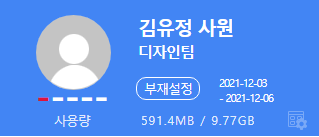 김유정 사원
디자인팀
부재설정
2021-12-03
- 2021-12-06
사용량
591.4MB / 9.77GB